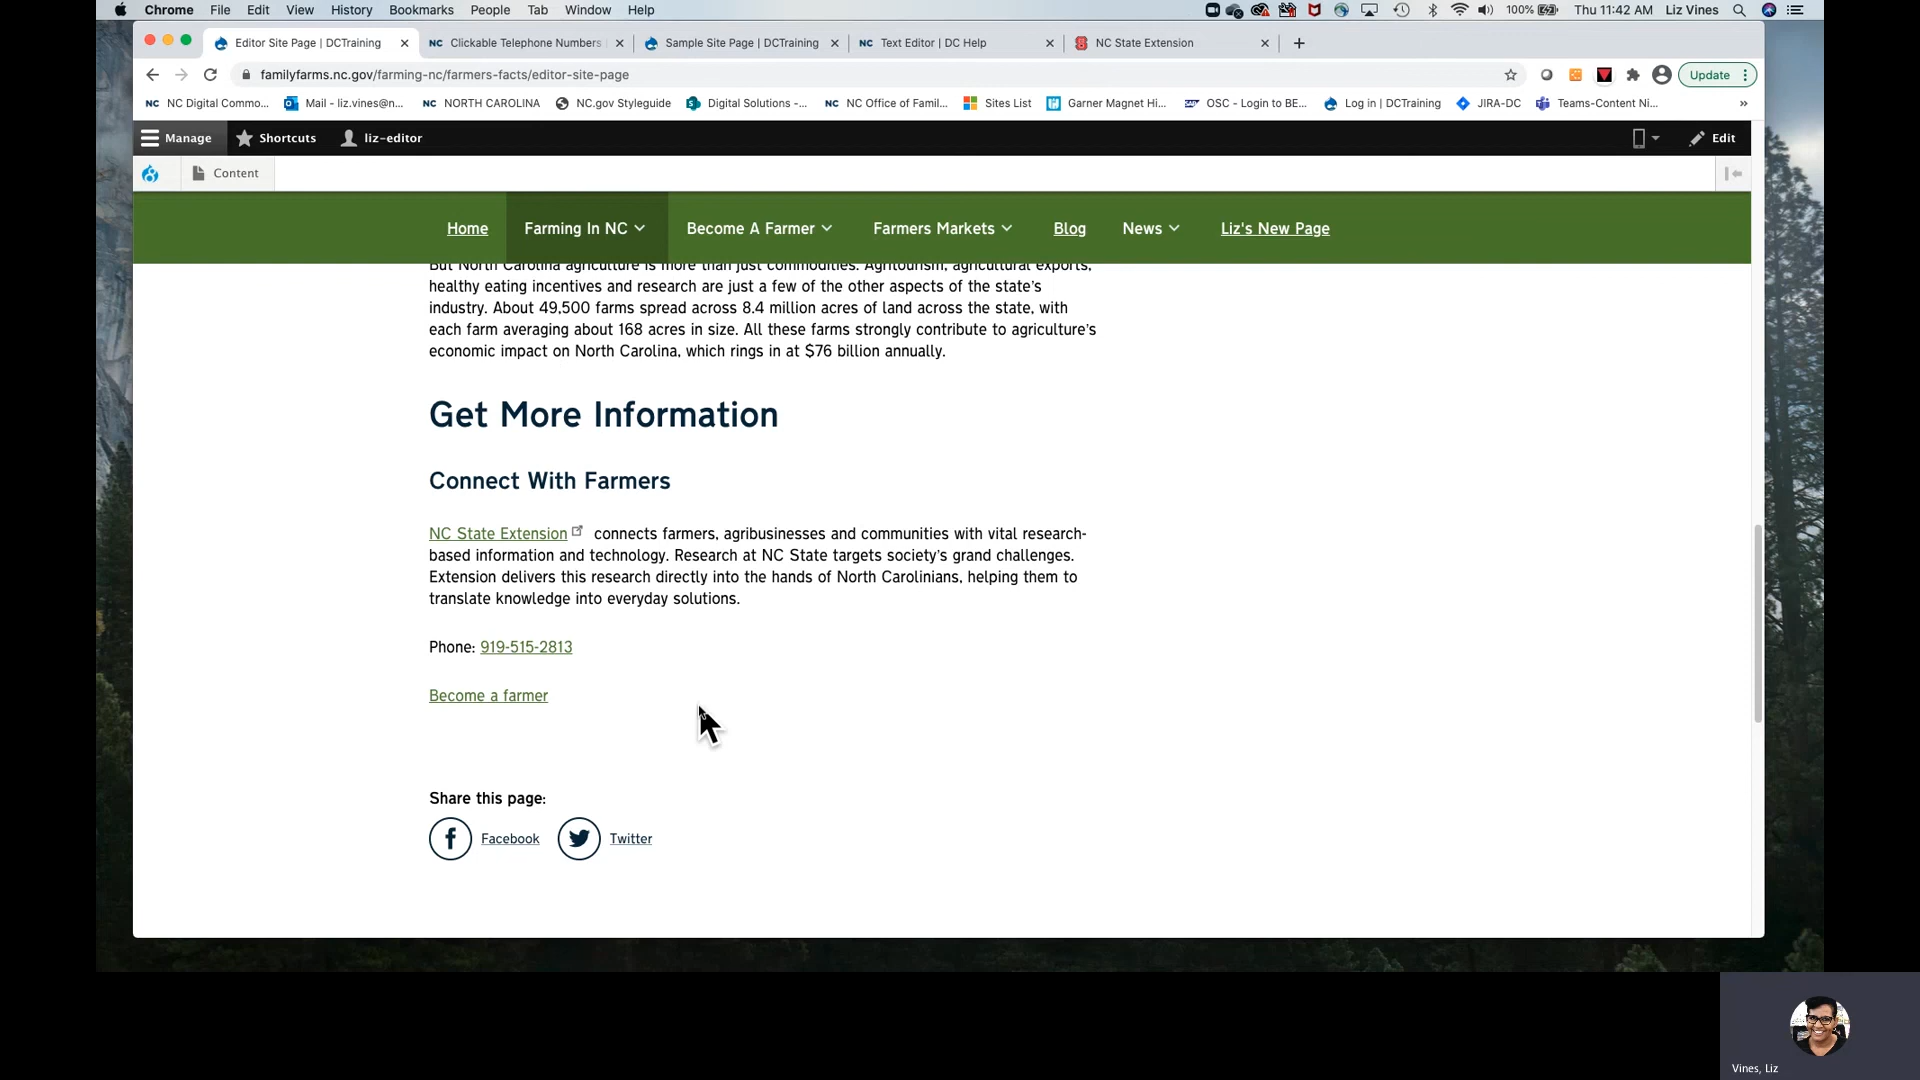 Chrome File Edit View History Bookmarks People Tab Window Help 100% Thu 11:42 AM Liz Vines
Editor Site Page | DCTraining Clickable Telephone Numbers Sample Site Page | DCTraining Text Editor | DC Help NC State Extension
familyfarms.nc.gov/farming-nc/farmers-facts/editor-site-page Update
NC Digital Commo... Mail - liz.vines@n... NORTH CAROLINA NC.gov Styleguide Digital Solutions -... NC Office of Famil... Sites List Garner Magnet Hi... OSC - Login to BE... Log in | DCTraining JIRA-DC Teams-Content Ni... »
Manage Shortcuts liz-editor Edit
Content
Home Farming In NC Become A Farmer Farmers Markets Blog News Liz's New Page
But North Carolina agriculture is more than just commodities. Agritourism, agricultural exports,
healthy eating incentives and research are just a few of the other aspects of the state's
industry. About 49,500 farms spread across 8.4 million acres of land across the state, with
each farm averaging about 168 acres in size. All these farms strongly contribute to agriculture's
economic impact on North Carolina, which rings in at $76 billion annually.
Get More Information
Connect With Farmers
NC State Extension connects farmers, agribusinesses and communities with vital research-
based information and technology. Research at NC State targets society's grand challenges.
Extension delivers this research directly into the hands of North Carolinians, helping them to
translate knowledge into everyday solutions.
Phone: 919-515-2813
Become a farmer
Share this page:
Facebook Twitter
Vines, Liz